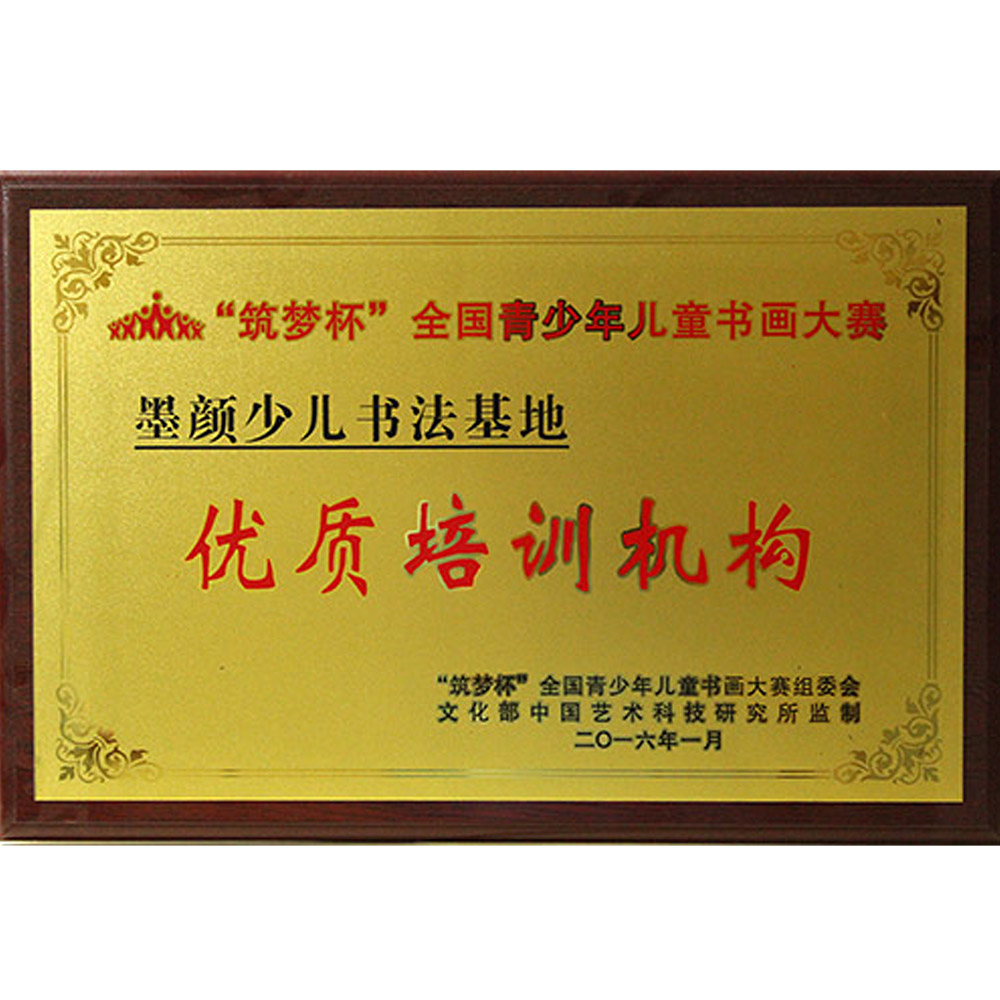 “筑梦杯”全国青少年儿童书画大赛
墨颜少儿书法基地
优质培训机构
“筑梦杯”全国青少年儿童书画大赛组委会
文化部中国艺术科技研究所监制
二〇一六年一月